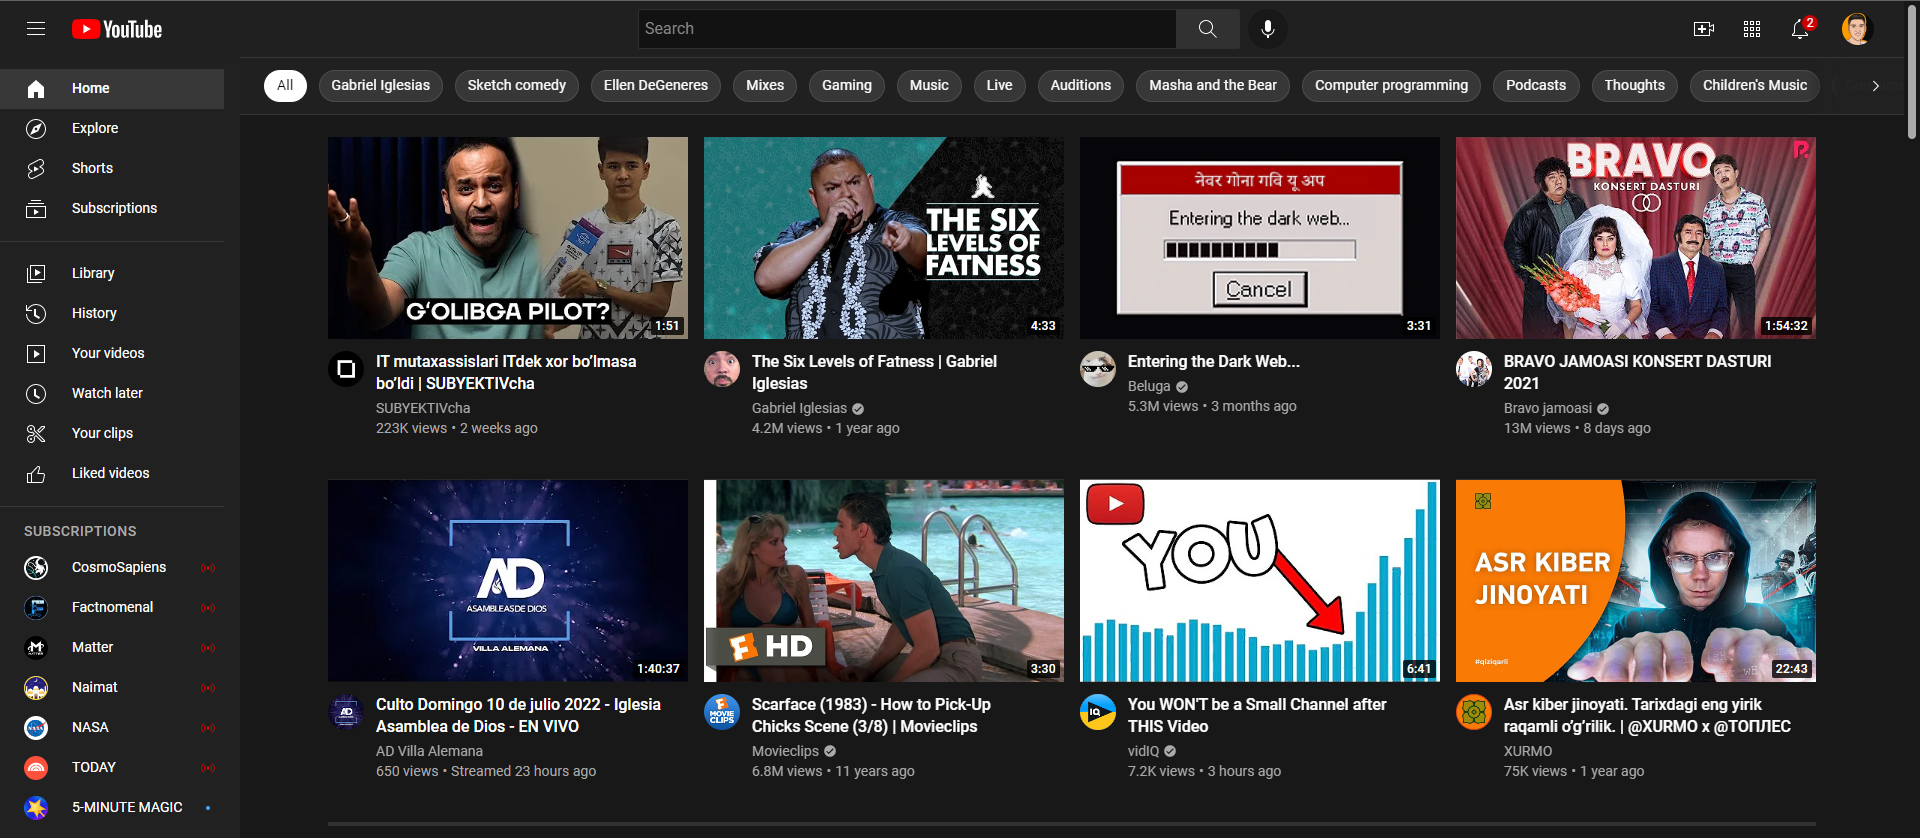 YouTube
Search
2
Home
Explore
Shorts
Subscriptions
Library
History
Your videos
Watch later
Your clips
Liked videos
SUBSCRIPTIONS
CosmoSapiens
Factnomenal
Matter
Naimat
NASA
TODAY
5-MINUTE MAGIC
All
Gabriel Iglesias
Sketch comedy
Ellen DeGeneres
Mixes
Gaming
Music
Live
Auditions
Masha and the Bear
Computer programming
Podcasts
Thoughts
Children's Music
G‘OLIBGA PILOT?
1:51
IT mutaxassislari ITdek xor bo‘lmasa
bo‘ldi | SUBYEKTIVcha
SUBYEKTIVcha
223K views • 2 weeks ago
THE SIX
LEVELS OF
FATNESS
4:33
The Six Levels of Fatness | Gabriel
Iglesias
Gabriel Iglesias
4.2M views • 1 year ago
नेवर गोना गवि यू अप
Entering the dark web...
Cancel
3:31
Entering the Dark Web...
Beluga
5.3M views • 3 months ago
BRAVO
KONSERT DASTURI
1:54:32
BRAVO JAMOASI KONSERT DASTURI
2021
Bravo jamoasi
13M views • 8 days ago
AD
ASAMBLEAS DE DIOS
VILLA ALEMANA
1:40:37
Culto Domingo 10 de julio 2022 - Iglesia
Asamblea de Dios - EN VIVO
AD Villa Alemana
650 views • Streamed 23 hours ago
F HD
3:30
MOVIE
CLIPS
Scarface (1983) - How to Pick-Up
Chicks Scene (3/8) | Movieclips
Movieclips
6.8M views • 11 years ago
YOU
6:41
IQ
You WON'T be a Small Channel after
THIS Video
vidIQ
7.2K views • 3 hours ago
ASR KIBER
JINOYATI
#qiziqarli
22:43
Asr kiber jinoyati. Tarixdagi eng yirik
raqamli o‘g‘rilik. | @XURMO x @ТОПЛЕС
XURMO
75K views • 1 year ago